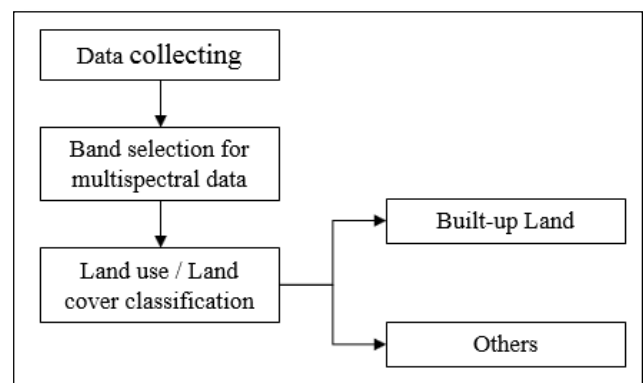 Data collecting
Band selection for
multispectral data
Land use / Land
cover classification
Built-up Land
Others